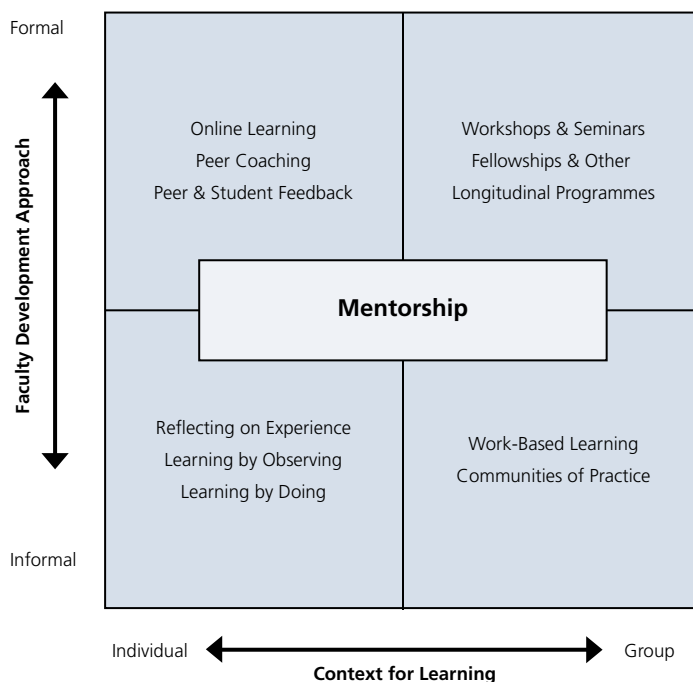 Formal
Faculty Development Approach
Online Learning
Peer Coaching
Peer & Student Feedback
Workshops & Seminars
Fellowships & Other
Longitudinal Programmes
Mentorship
Reflecting on Experience
Learning by Observing
Learning by Doing
Work-Based Learning
Communities of Practice
Informal
Individual
Group
Context for Learning